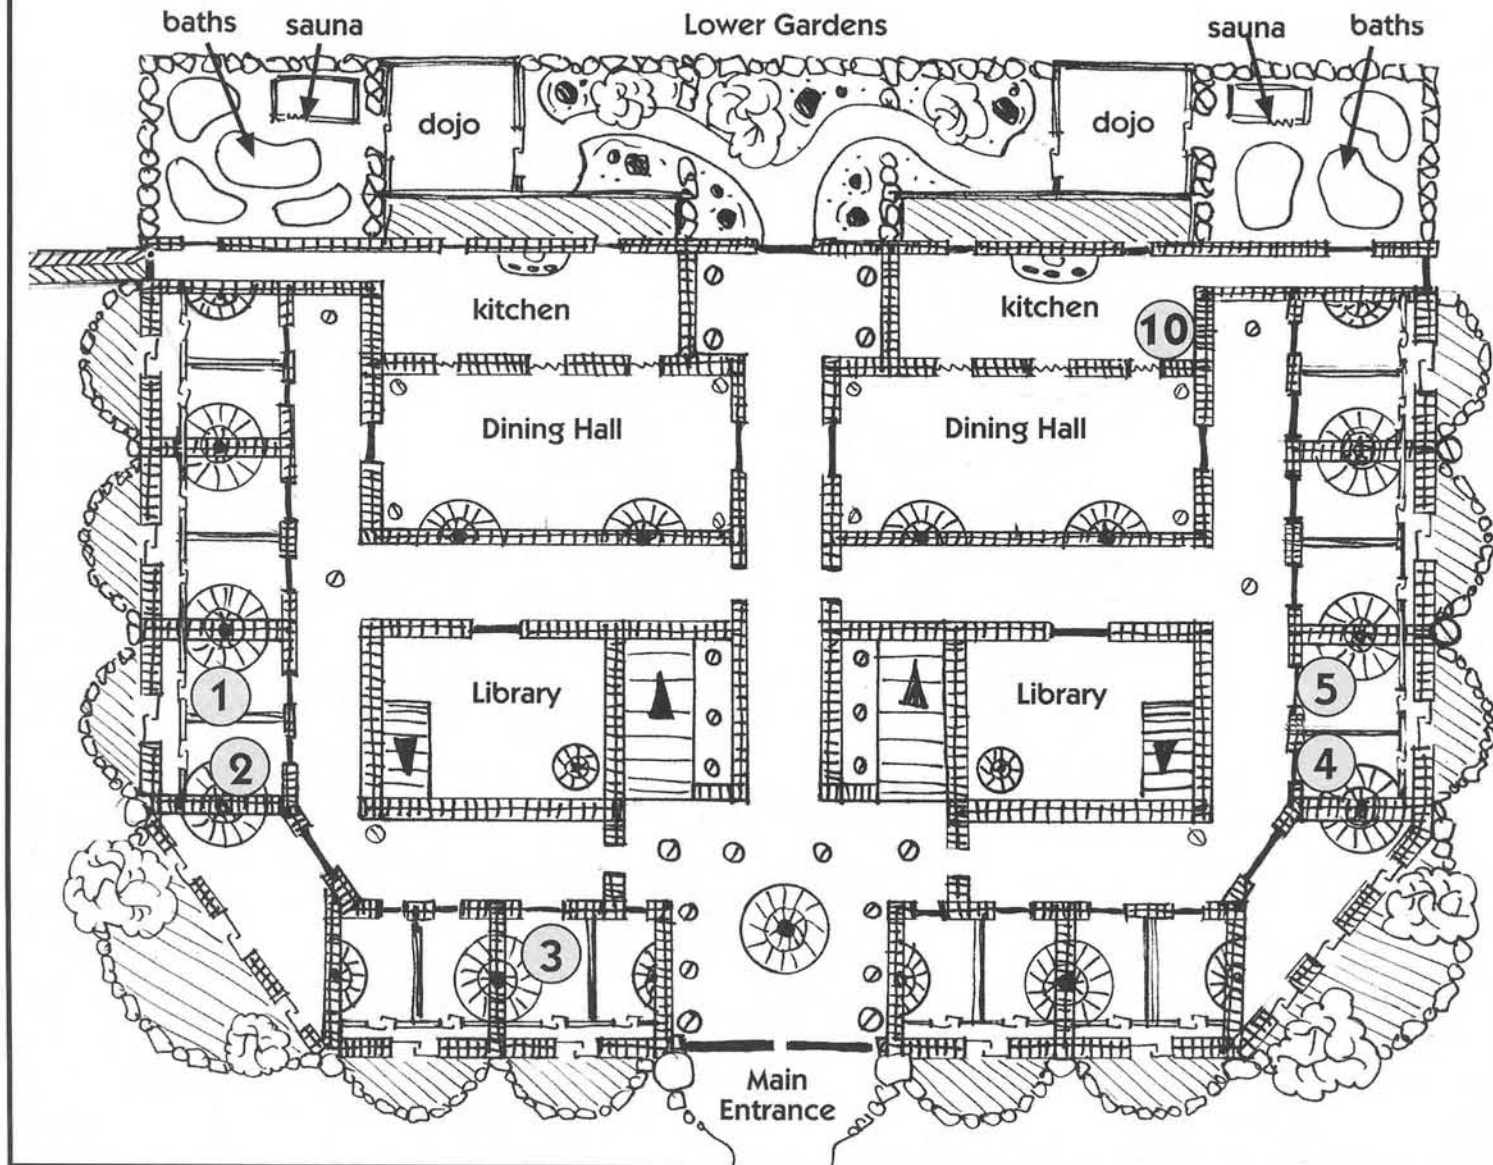 baths
sauna
Lower Gardens
sauna
baths
dojo
dojo
kitchen
kitchen
10
Dining Hall
Dining Hall
1
Library
Library
5
2
4
3
Main
Entrance